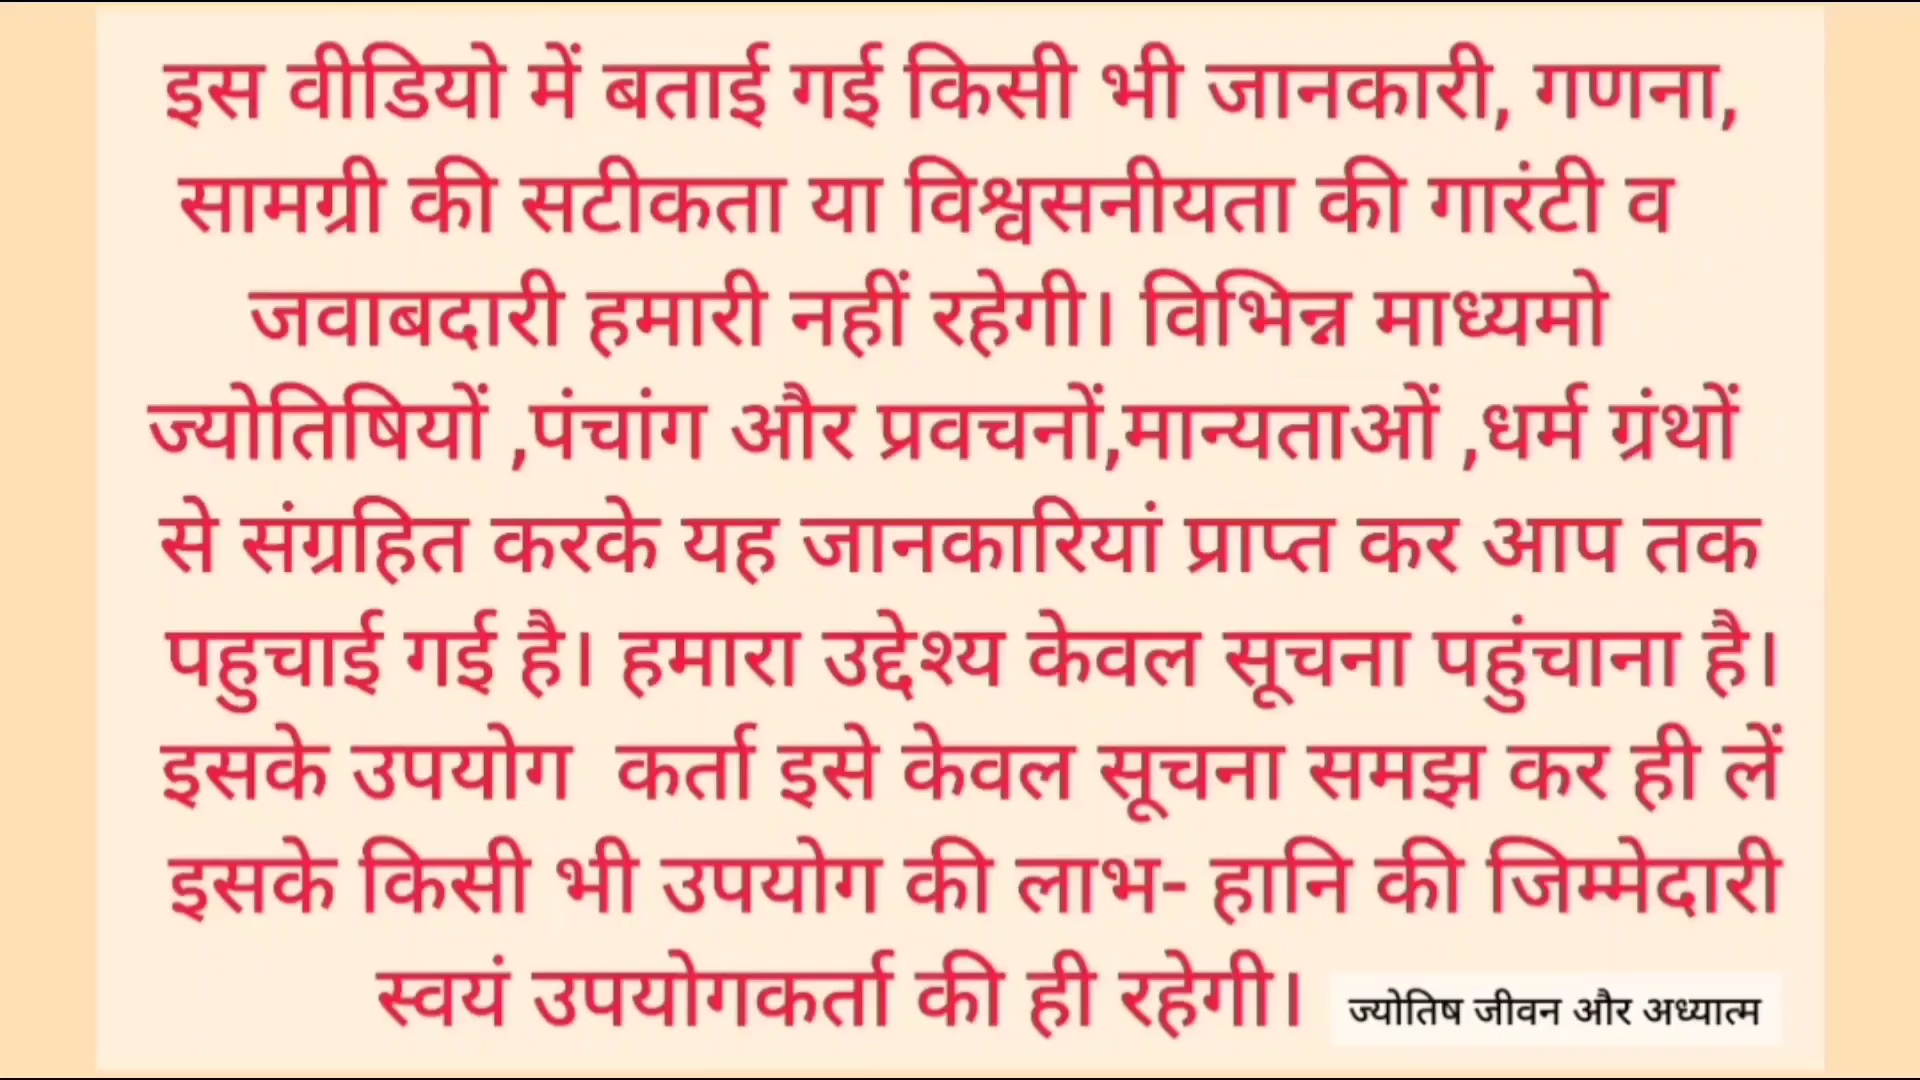 इस वीडियो में बताई गई किसी भी जानकारी, गणना,
सामग्री की सटीकता या विश्वसनीयता की गारंटी व
जवाबदारी हमारी नहीं रहेगी। विभिन्न माध्यमो
ज्योतिषियों ,पंचांग और प्रवचनों,मान्यताओं ,धर्म ग्रंथों
से संग्रहित करके यह जानकारियां प्राप्त कर आप तक
पहुचाई गई है। हमारा उद्देश्य केवल सूचना पहुंचाना है।
इसके उपयोग  कर्ता इसे केवल सूचना समझ कर ही लें
इसके किसी भी उपयोग की लाभ- हानि की जिम्मेदारी
स्वयं उपयोगकर्ता की ही रहेगी।
ज्योतिष जीवन और अध्यात्म